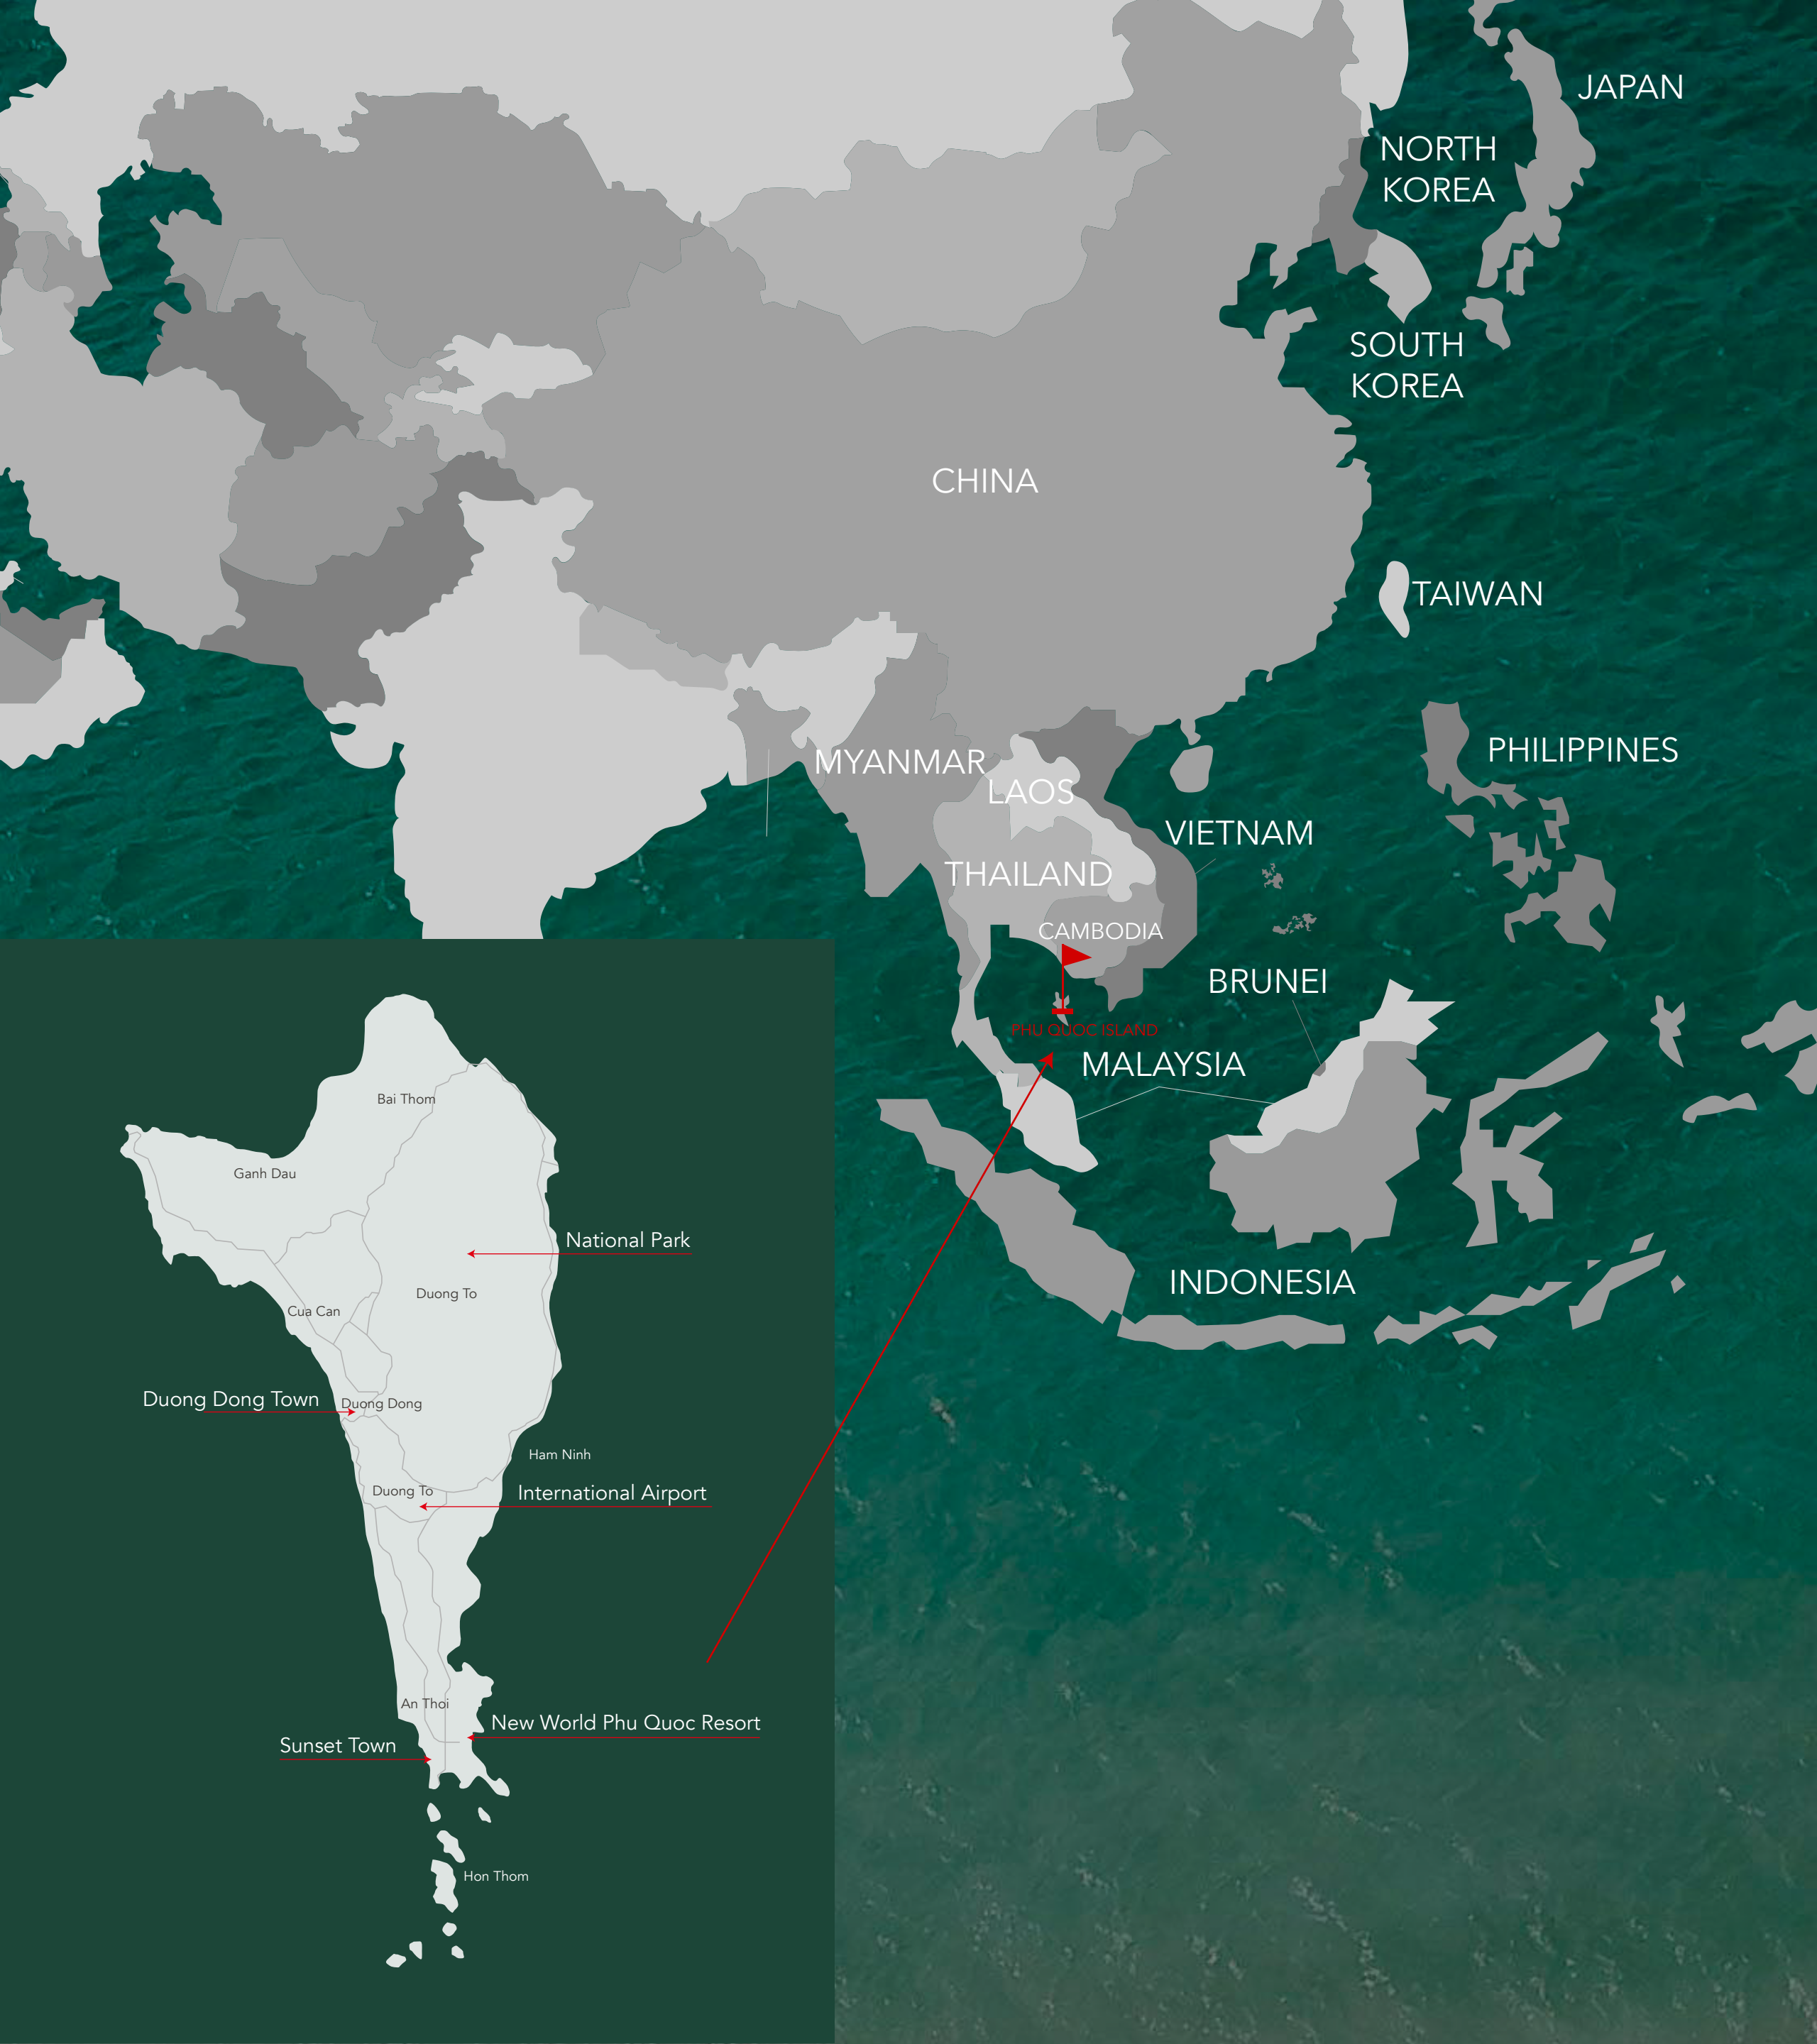 JAPAN
NORTH
KOREA
SOUTH
KOREA
CHINA
TAIWAN
PHILIPPINES
MYANMAR
LAOS
VIETNAM
THAILAND
CAMBODIA
BRUNEI
PHU QUOC ISLAND
MALAYSIA
INDONESIA
Bai Thom
Ganh Dau
National Park
Duong To
Cua Can
Duong Dong Town
Duong Dong
Ham Ninh
Duong To
International Airport
An Thoi
New World Phu Quoc Resort
Sunset Town
Hon Thom